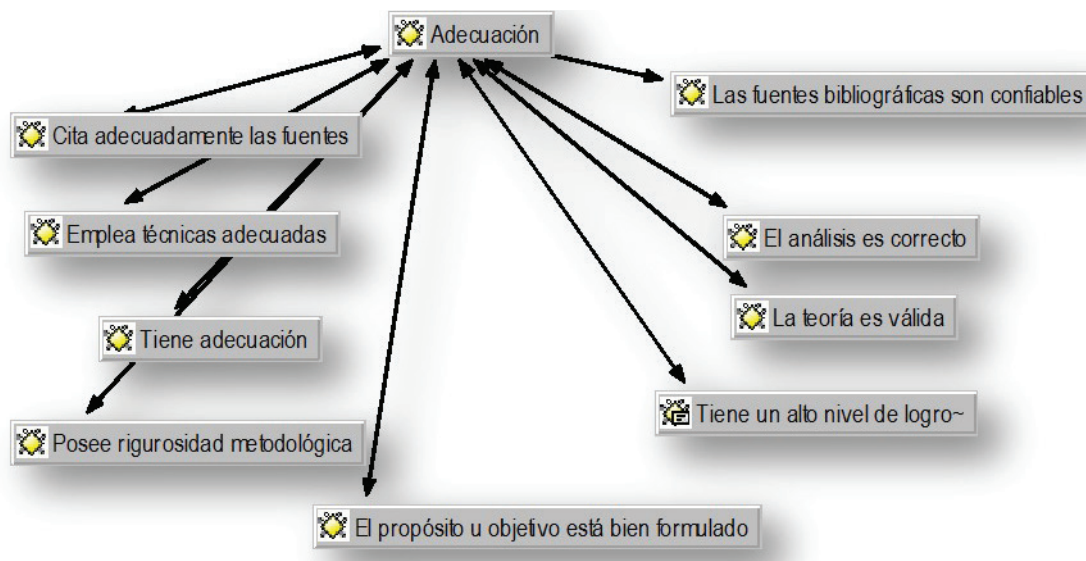 Adecuación
Las fuentes bibliográficas son confiables
Cita adecuadamente las fuentes
Emplea técnicas adecuadas
El análisis es correcto
La teoría es válida
Tiene adecuación
Tiene un alto nivel de logro~
Posee rigurosidad metodológica
El propósito u objetivo está bien formulado